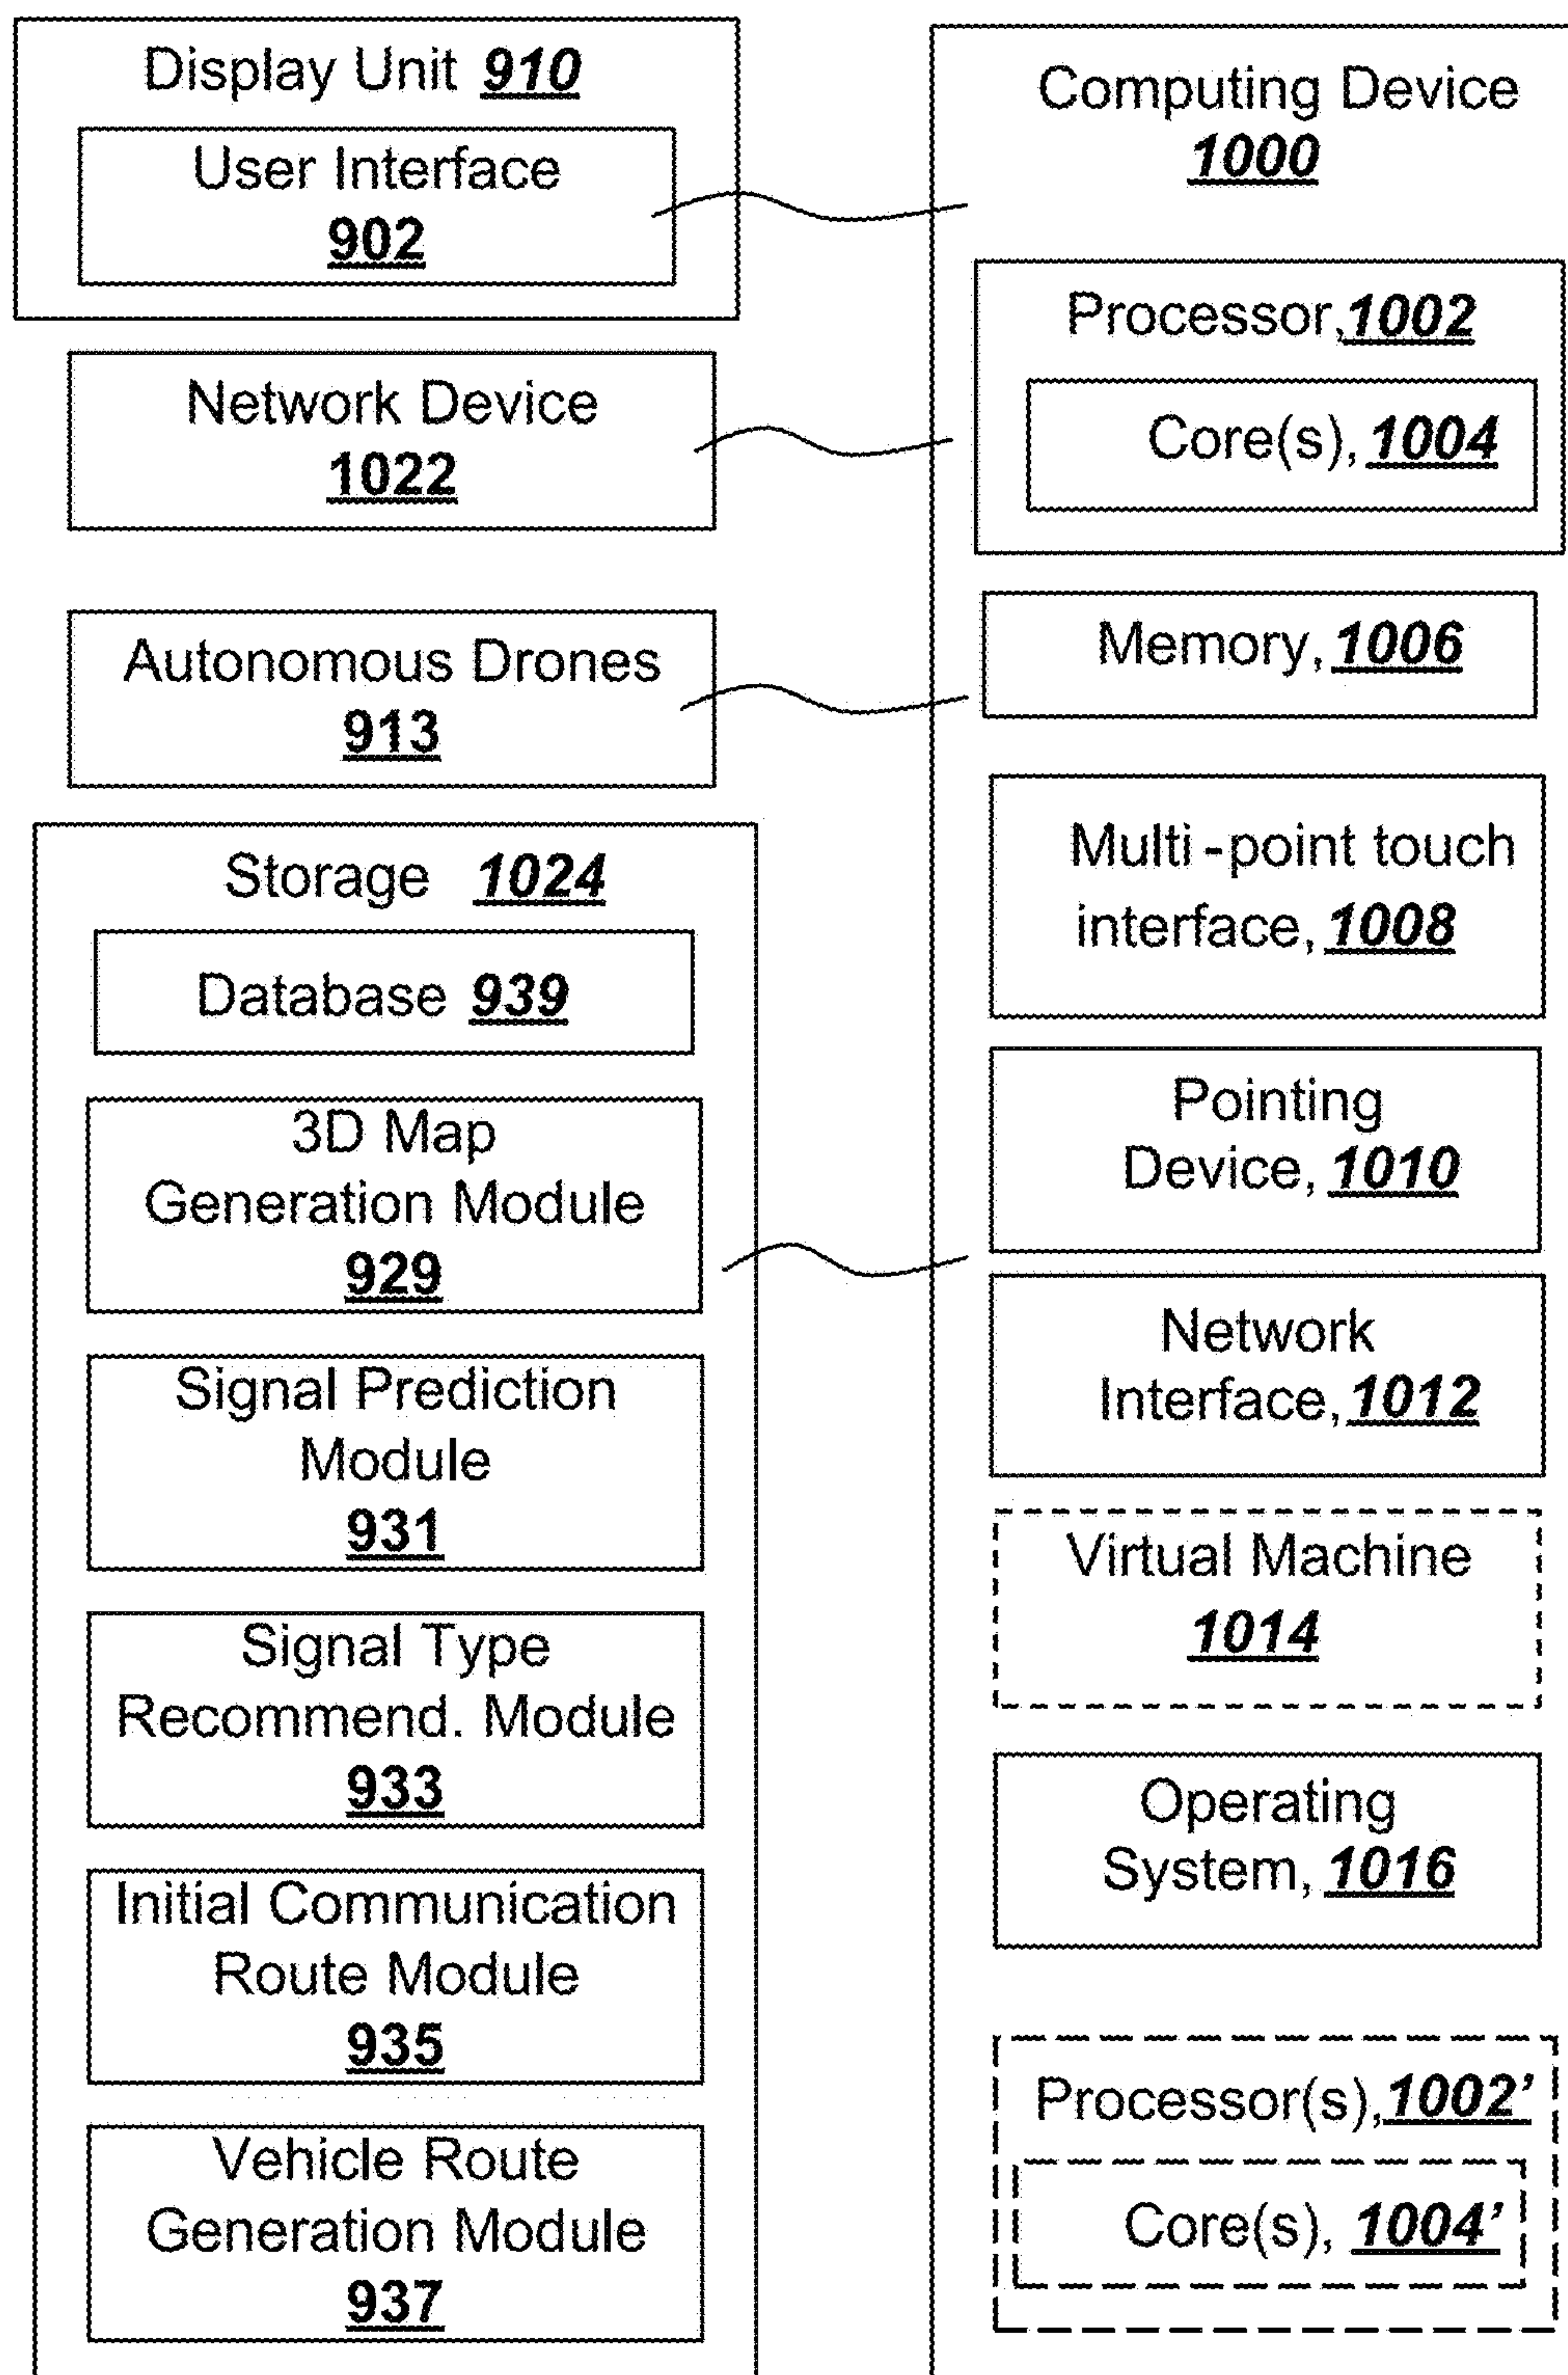 Display Unit 910
User Interface
902
Network Device
1022
Autonomous Drones
913
Storage 1024
Database 939
3D Map
Generation Module
929
Signal Prediction
Module
931
Signal Type
Recommend. Module
933
Initial Communication
Route Module
935
Vehicle Route
Generation Module
937
Computing Device
1000
Processor, 1002
Core(s), 1004
Memory, 1006
Multi-point touch
interface, 1008
Pointing
Device, 1010
Network
Interface, 1012
Virtual Machine
1014
Operating
System, 1016
Processor(s), 1002’
Core(s), 1004’